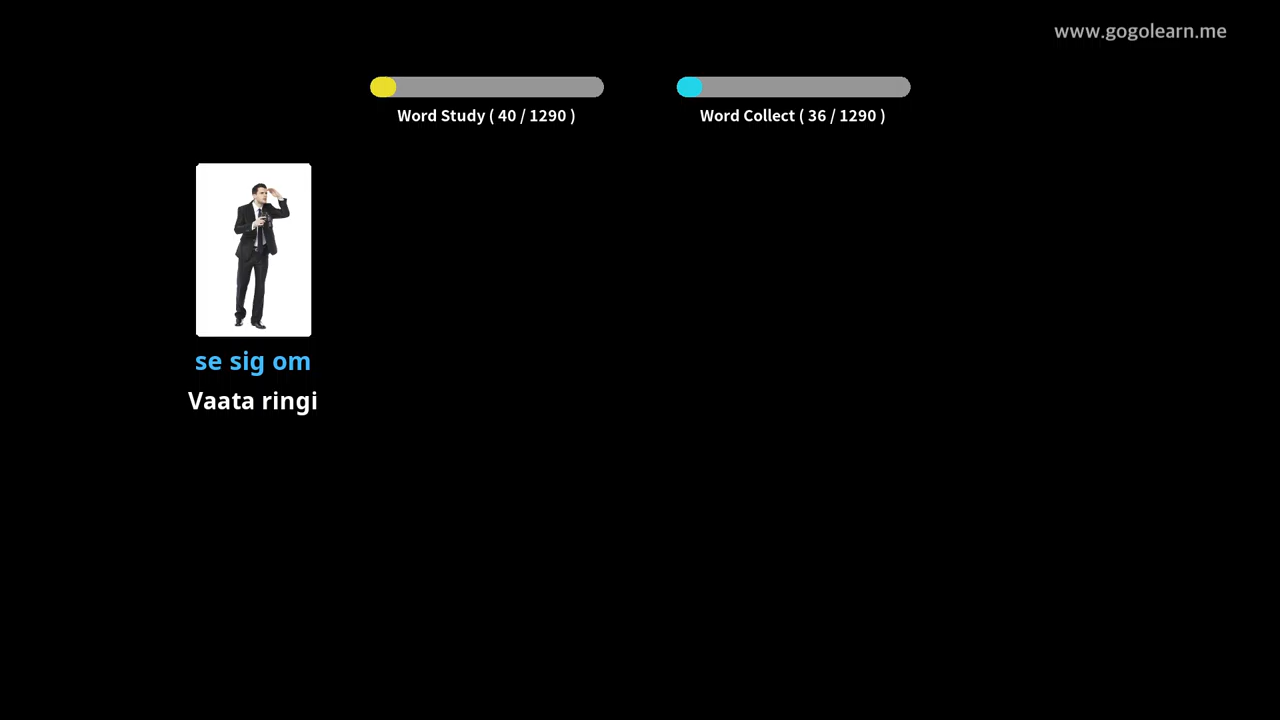 www.gogolearn.me
Word Study ( 40 / 1290 )
Word Collect ( 36 / 1290 )
se sig om
Vaata ringi